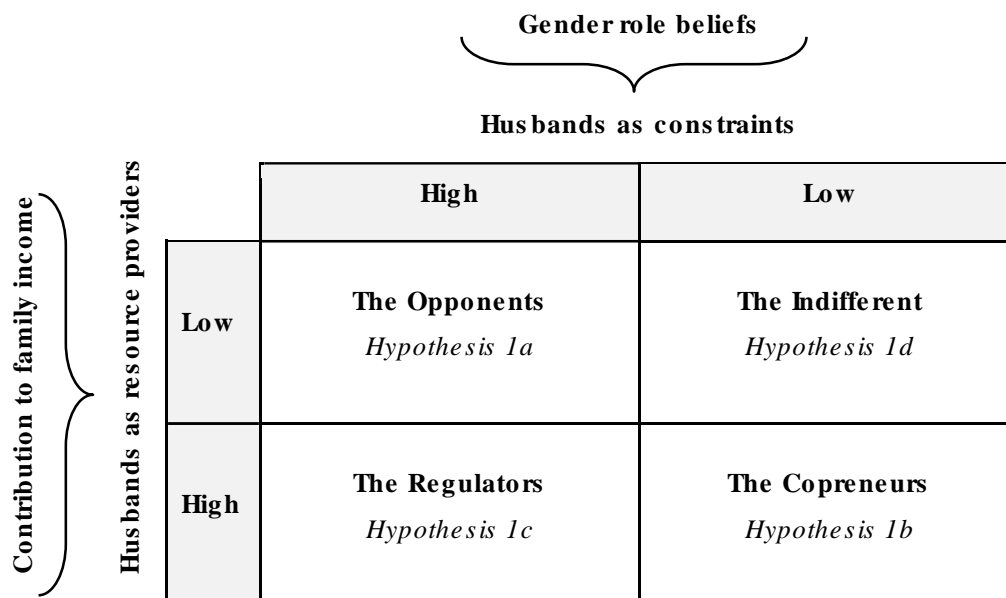 Gender role beliefs
Husbands as constraints
Contribution to family income
Husbands as resource providers
High
Low
Low
The Opponents
Hypothesis 1a
The Indifferent
Hypothesis 1d
High
The Regulators
Hypothesis 1c
The Copreneurs
Hypothesis 1b